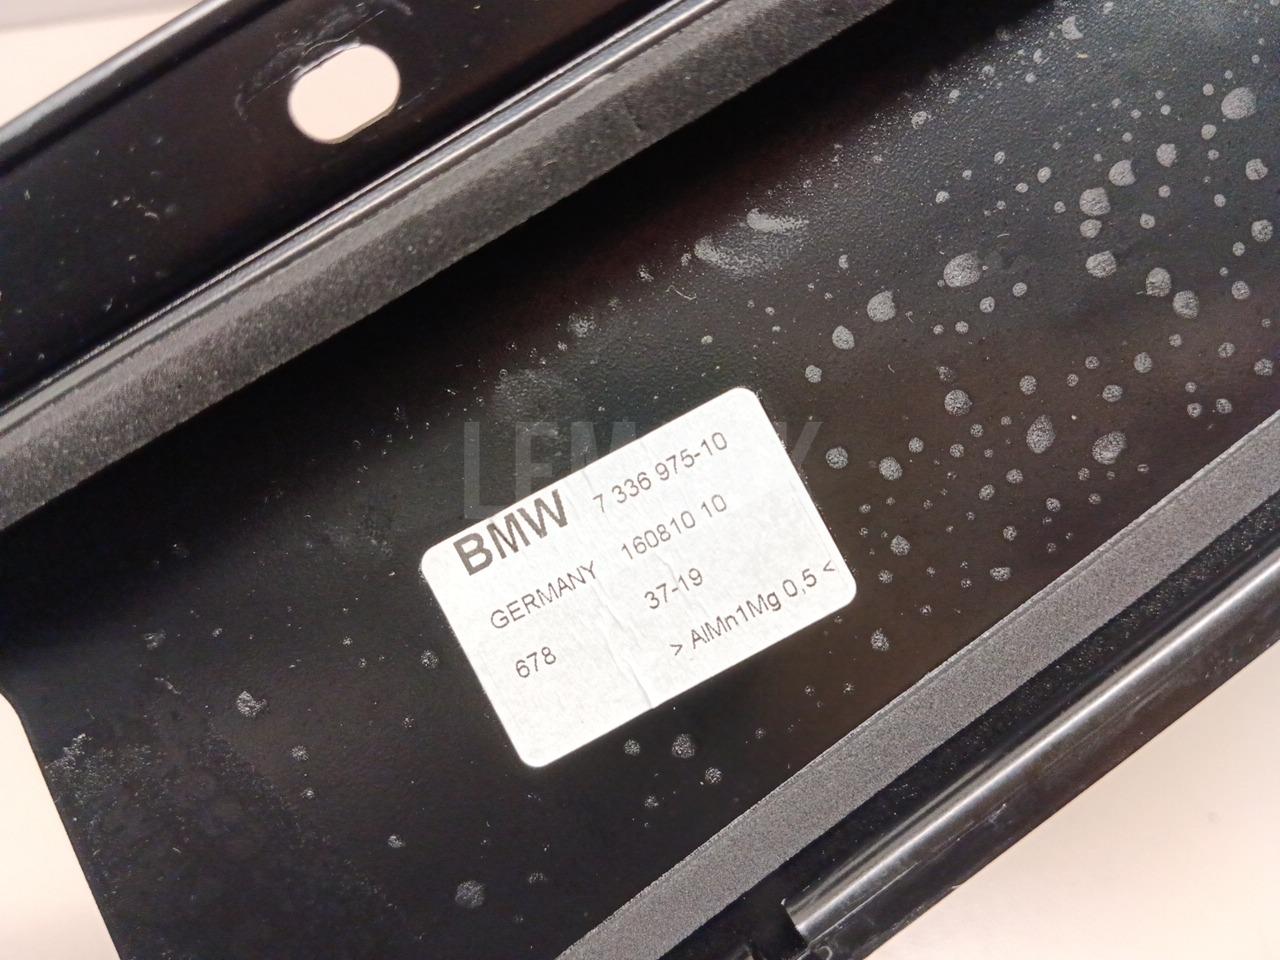 BMW 7 336 975-10
GERMANY 160810 10
678 37-19
> AlMn1Mg 0,5 <